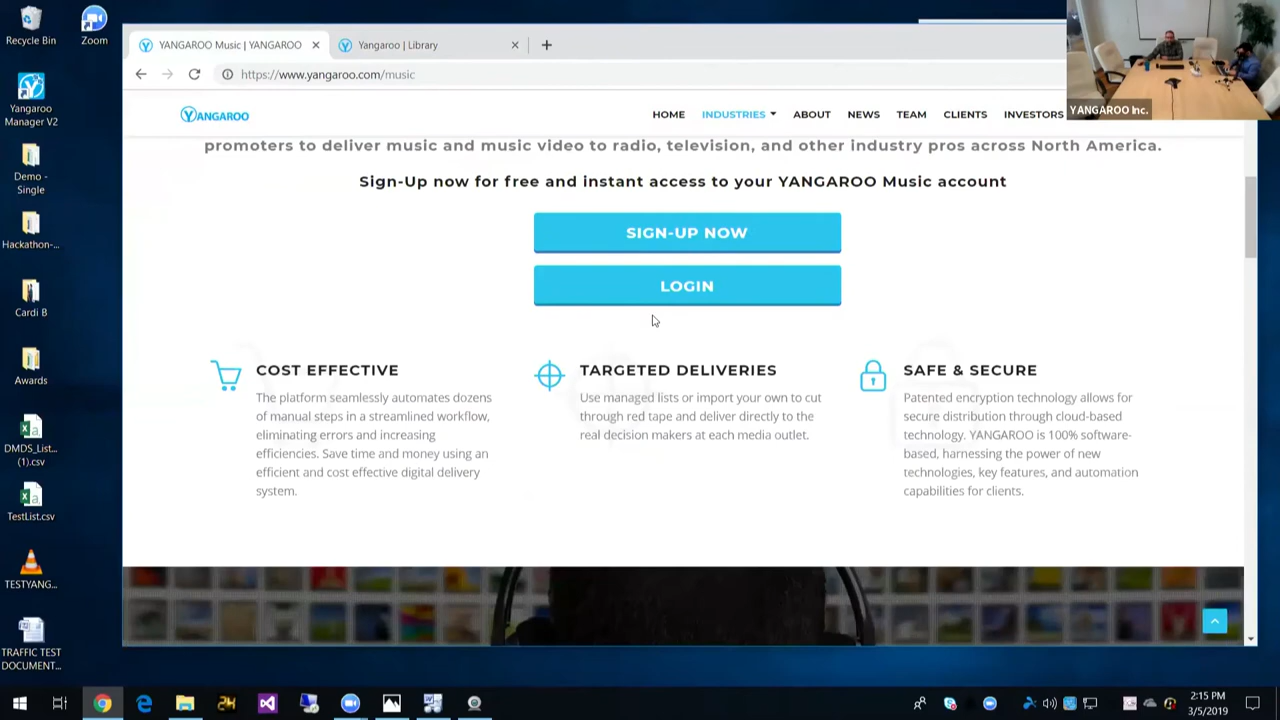 Recycle Bin
Zoom
Yangaroo
Manager V2
Demo -
Single
Hackathon-...
Cardi B
Awards
DMDS_List...
(1).csv
TestList.csv
TESTYANG...
TRAFFIC TEST
DOCUMENT...
YANGAROO Music | YANGAROO
Yangaroo | Library
https://www.yangaroo.com/music
YANGAROO
HOME INDUSTRIES ABOUT NEWS TEAM CLIENTS INVESTORS
YANGAROO Inc.
promoters to deliver music and music video to radio, television, and other industry pros across North America.
Sign-Up now for free and instant access to your YANGAROO Music account
SIGN-UP NOW
LOGIN
COST EFFECTIVE
The platform seamlessly automates dozens
of manual steps in a streamlined workflow,
eliminating errors and increasing
efficiencies. Save time and money using an
efficient and cost effective digital delivery
system.
TARGETED DELIVERIES
Use managed lists or import your own to cut
through red tape and deliver directly to the
real decision makers at each media outlet.
SAFE & SECURE
Patented encryption technology allows for
secure distribution through cloud-based
technology. YANGAROO is 100% software-
based, harnessing the power of new
technologies, key features, and automation
capabilities for clients.
2:15 PM
3/5/2019